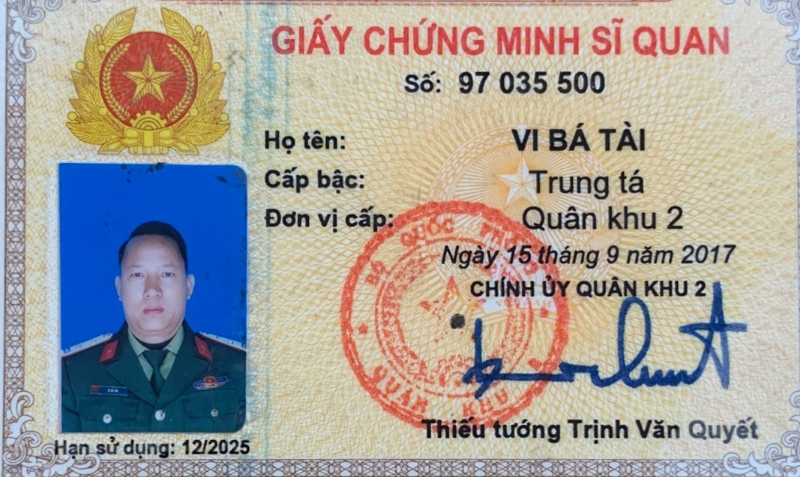 GIẤY CHỨNG MINH SĨ QUAN
Số: 97 035 500
Họ tên: VI BÁ TÀI
Cấp bậc: Trung tá
Đơn vị cấp: Quân khu 2
Ngày 15 tháng 9 năm 2017
CHÍNH ỦY QUÂN KHU 2
BỘ QUỐC
QUÂN KHU
Thiếu tướng Trịnh Văn Quyết
Hạn sử dụng: 12/2025